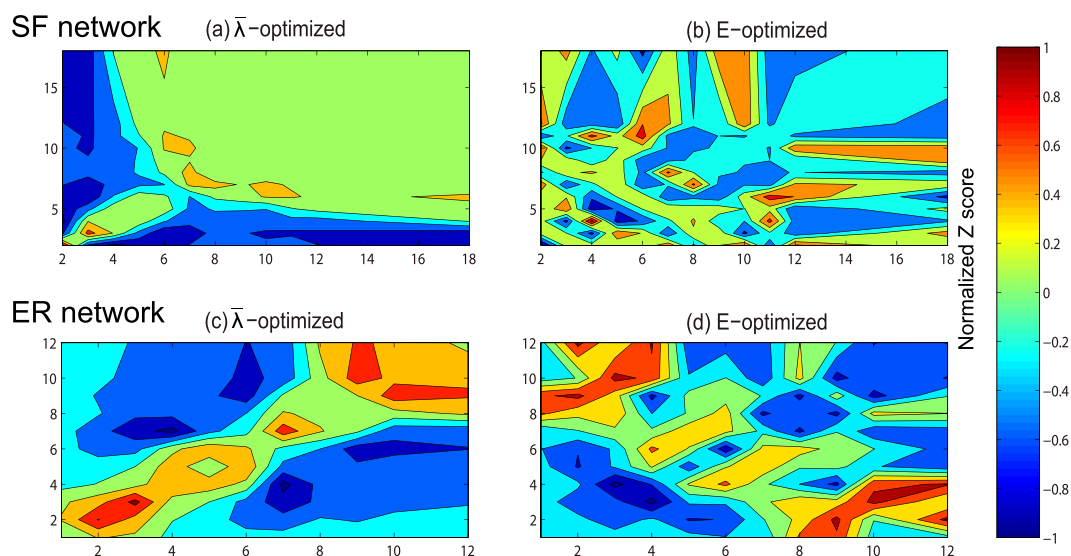 SF network
(a) λ̄−optimized
(b) E−optimized
15
10
5
2 4 6 8 10 12 14 16 18
15
10
5
2 4 6 8 10 12 14 16 18
ER network
(c) λ̄−optimized
(d) E−optimized
12
10
8
6
4
2
2 4 6 8 10 12
12
10
8
6
4
2
2 4 6 8 10 12
Normalized Z score
1
0.8
0.6
0.4
0.2
0
−0.2
−0.4
−0.6
−0.8
−1